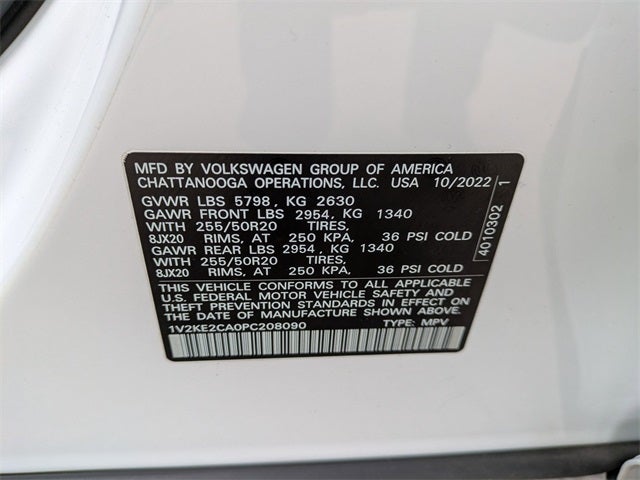 MFD BY VOLKSWAGEN GROUP OF AMERICA
CHATTANOOGA OPERATIONS, LLC. USA 10/2022
GVWR LBS 5798, KG 2630
GAWR FRONT LBS 2954, KG 1340
WITH 255/50R20 TIRES,
8JX20 RIMS, AT 250 KPA, 36 PSI COLD
GAWR REAR LBS 2954, KG 1340
WITH 255/50R20 TIRES,
8JX20 RIMS, AT 250 KPA, 36 PSI COLD
THIS VEHICLE CONFORMS TO ALL APPLICABLE
U.S. FEDERAL MOTOR VEHICLE SAFETY AND
THEFT PREVENTION STANDARDS IN EFFECT ON
THE DATE OF MANUFACTURE SHOWN ABOVE.
1V2KE2CA0PC208090 TYPE: MPV
4010302 1